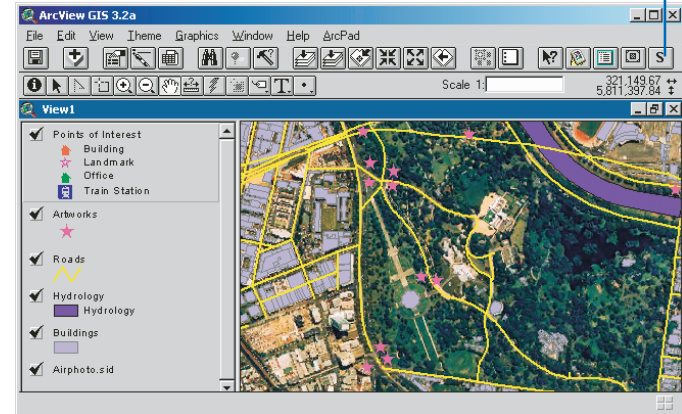 ArcView GIS 3.2a
File Edit View Theme Graphics Window Help ArcPad
S
T
Scale 1:
321,149.67
5,811,397.84
View1
Points of Interest
Building
Landmark
Office
Train Station
Artworks
Roads
Hydrology
Hydrology
Buildings
Airphoto.sid